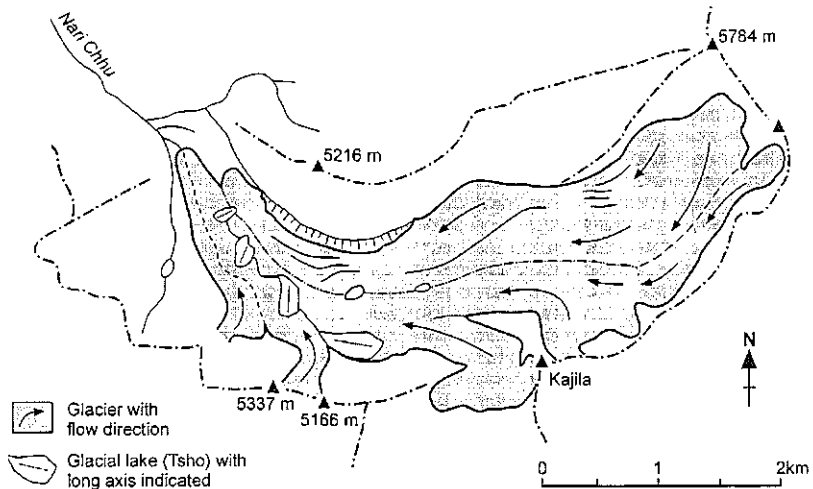 Nari Chhu
5784 m
5216 m
Kajila
N
5337 m
5166 m
Glacier with
flow direction
Glacial lake (Tsho) with
long axis indicated
0 1 2km